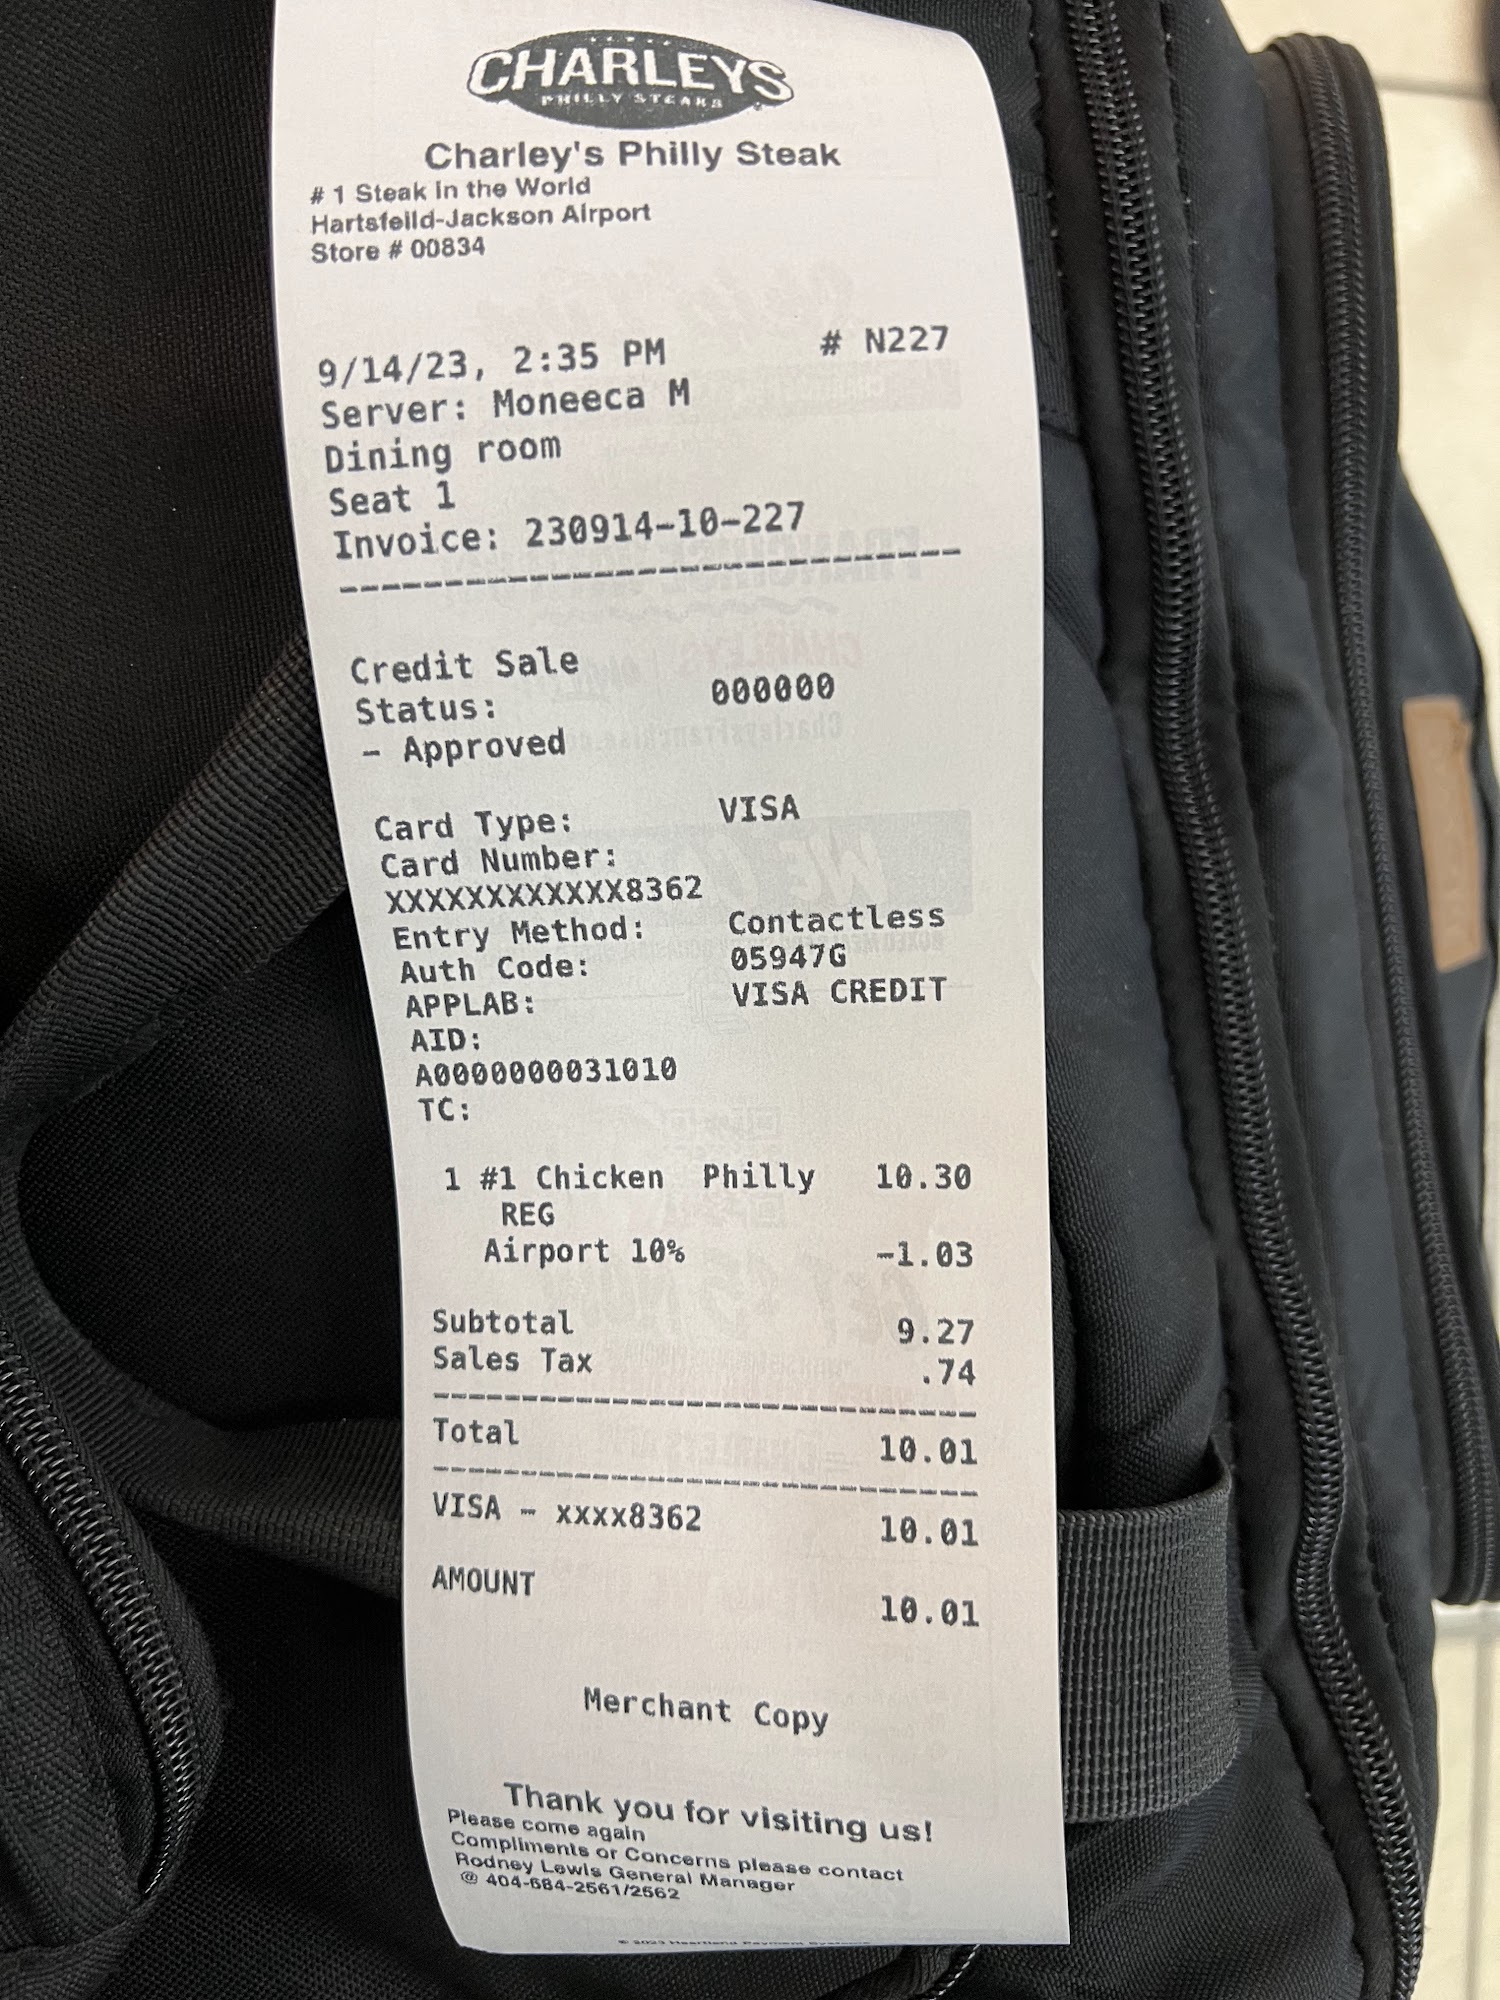 CHARLEYS
PHILLY STEAKS
Charley's Philly Steak
# 1 Steak in the World
Hartsfeild-Jackson Airport
Store # 00834
9/14/23, 2:35 PM # N227
Server: Moneeca M
Dining room
Seat 1
Invoice: 230914-10-227
Credit Sale
Status: 000000
- Approved
Card Type: VISA
Card Number:
XXXXXXXXXXXX8362
Entry Method: Contactless
Auth Code: 05947G
APPLAB: VISA CREDIT
AID:
A0000000031010
TC:
1 #1 Chicken Philly 10.30
REG
Airport 10% -1.03
Subtotal 9.27
Sales Tax .74
Total 10.01
VISA - xxxx8362 10.01
AMOUNT 10.01
Merchant Copy
Thank you for visiting us!
Please come again
Compliments or Concerns please contact
Rodney Lewis General Manager
@ 404-684-2561/2562
© 2023 Heartland Payment Systems